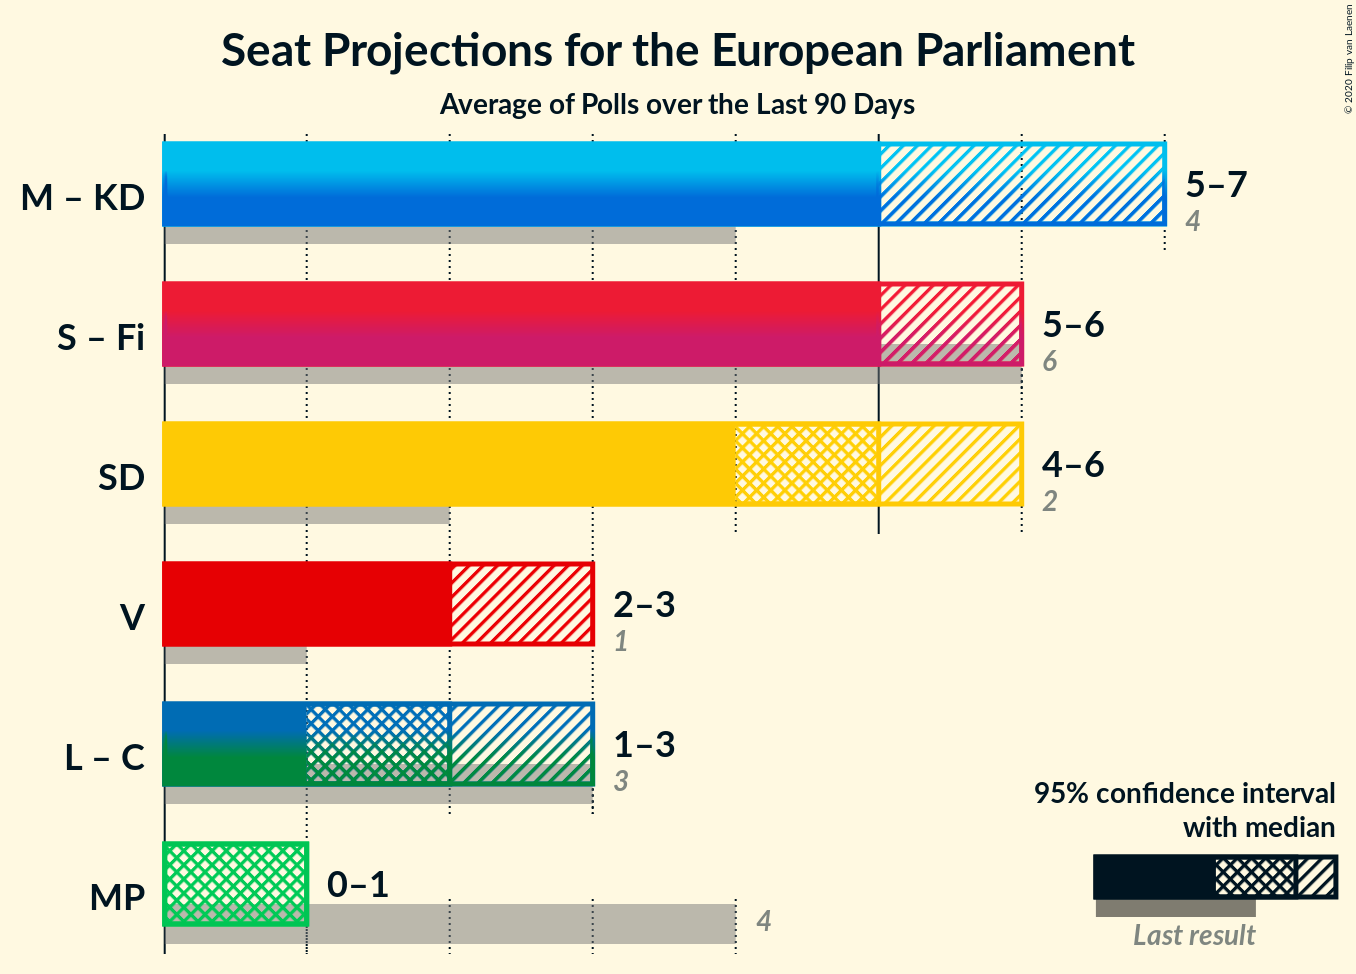 Seat Projections for the European Parliament
Average of Polls over the Last 90 Days
© 2020 Filip van Laenen
M – KD
5–7
4
S – Fi
5–6
6
SD
4–6
2
V
2–3
1
L – C
1–3
3
MP
0–1
4
95% confidence interval
with median
Last result